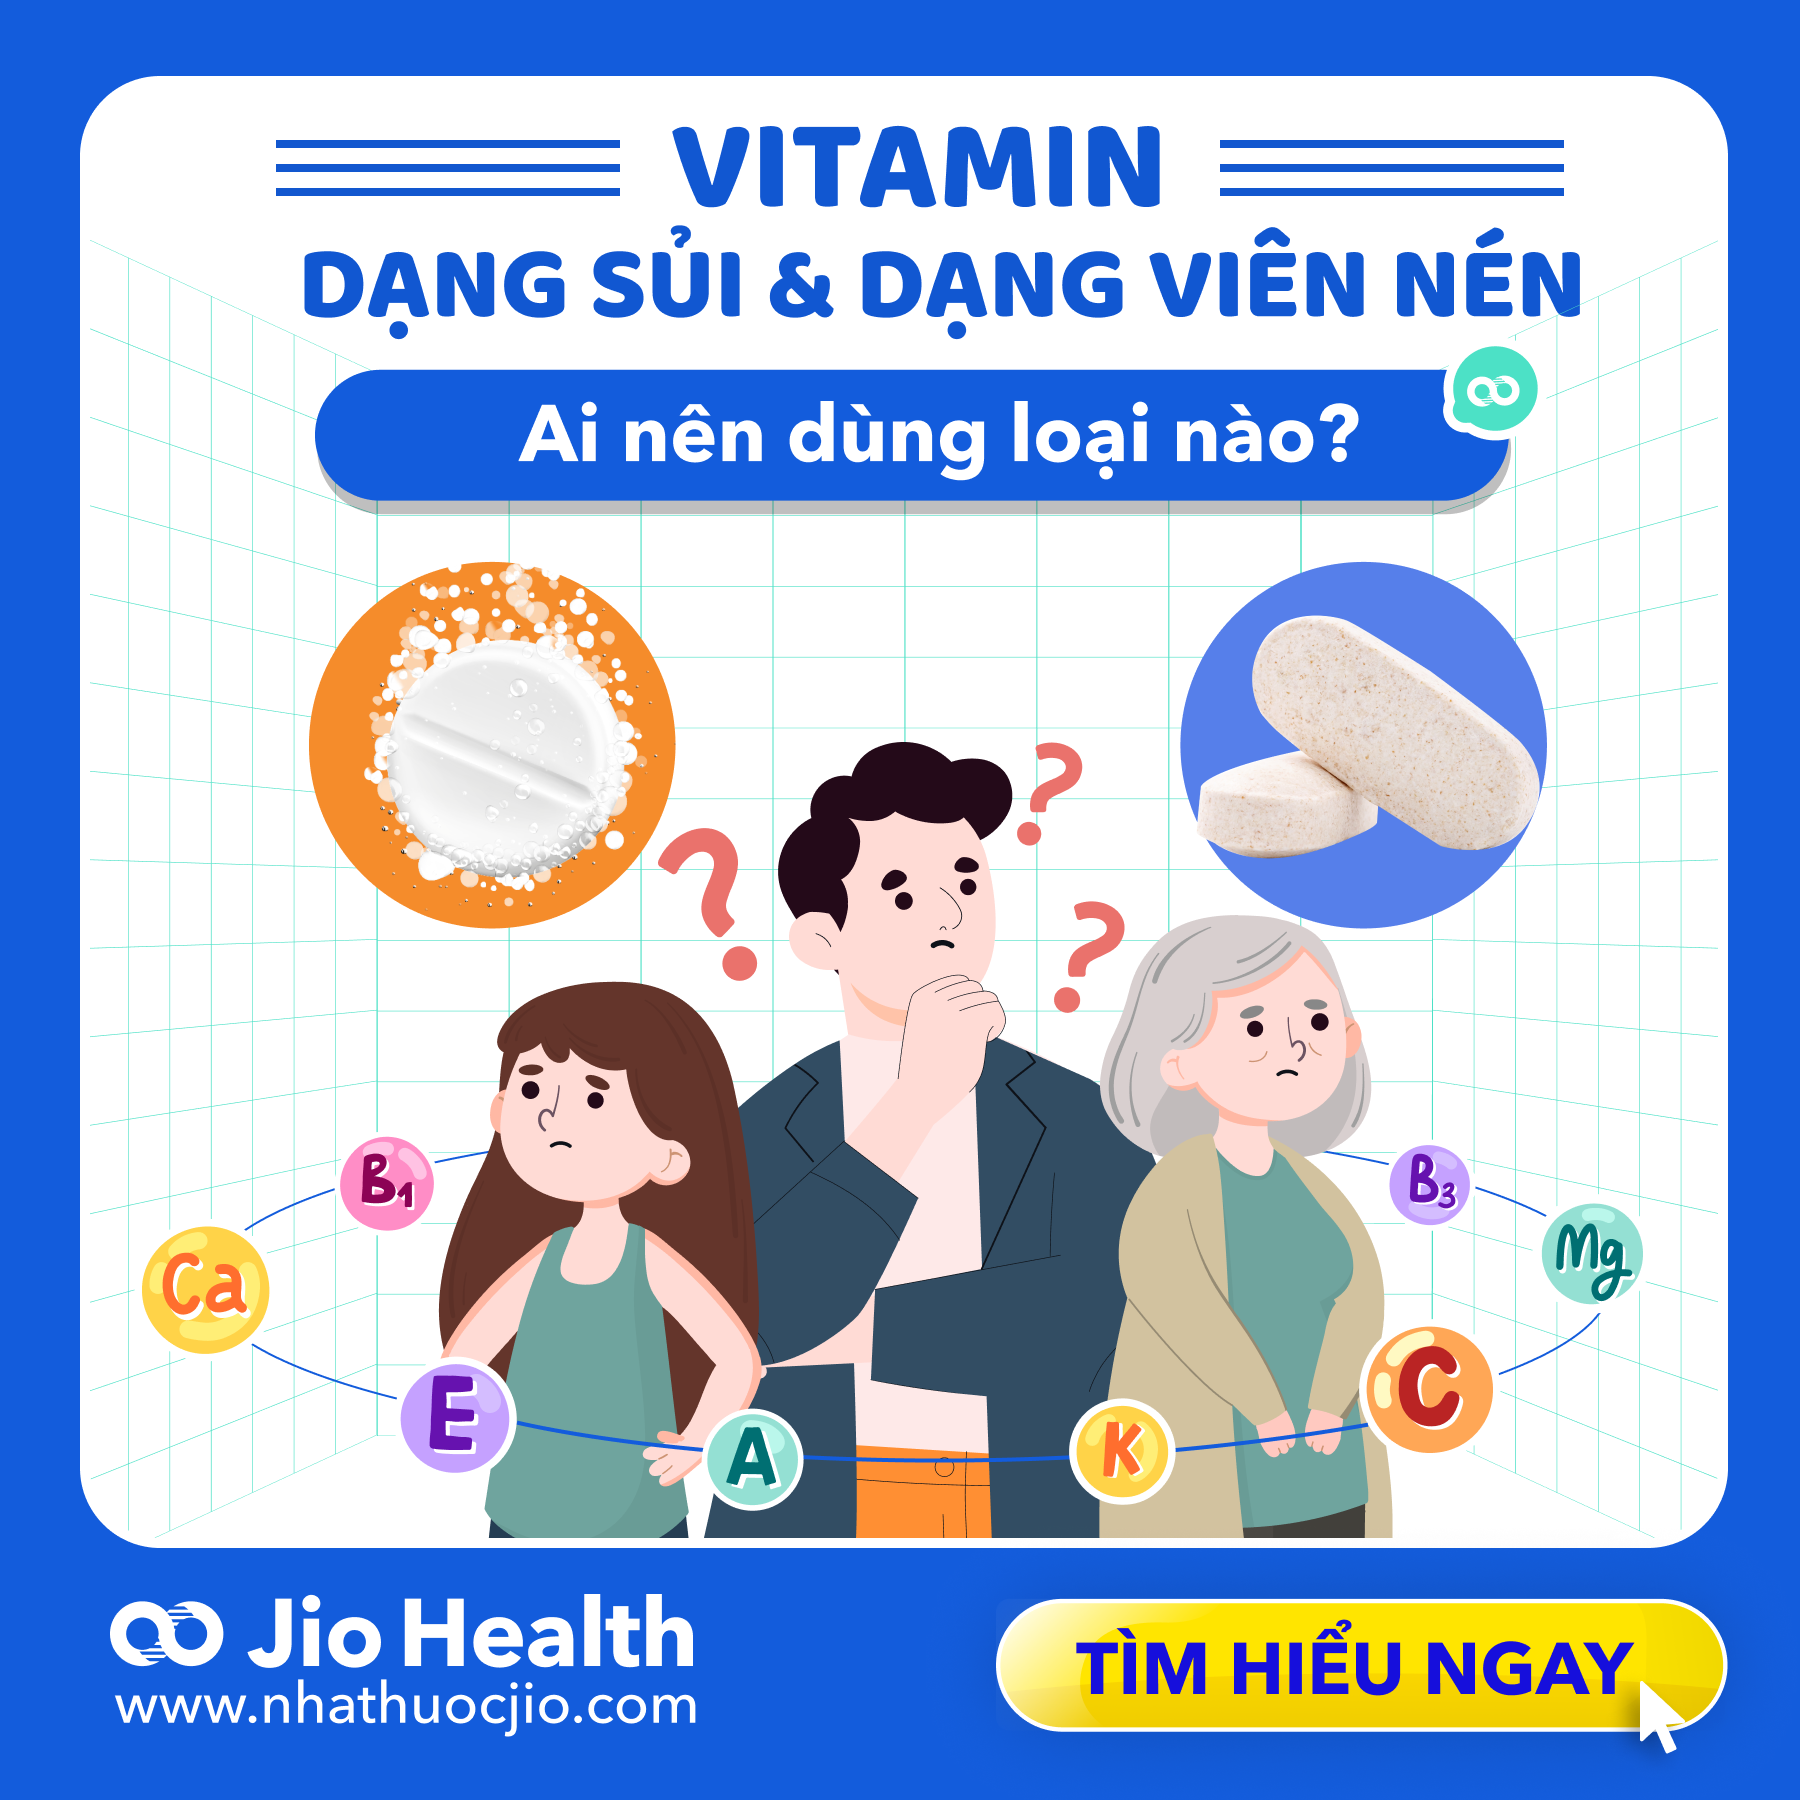 VITAMIN
DẠNG SỦI & DẠNG VIÊN NÉN
Ai nên dùng loại nào?
B1
Ca
E
A
K
C
B3
Mg
Jio Health
www.nhathuocjio.com
TÌM HIỂU NGAY